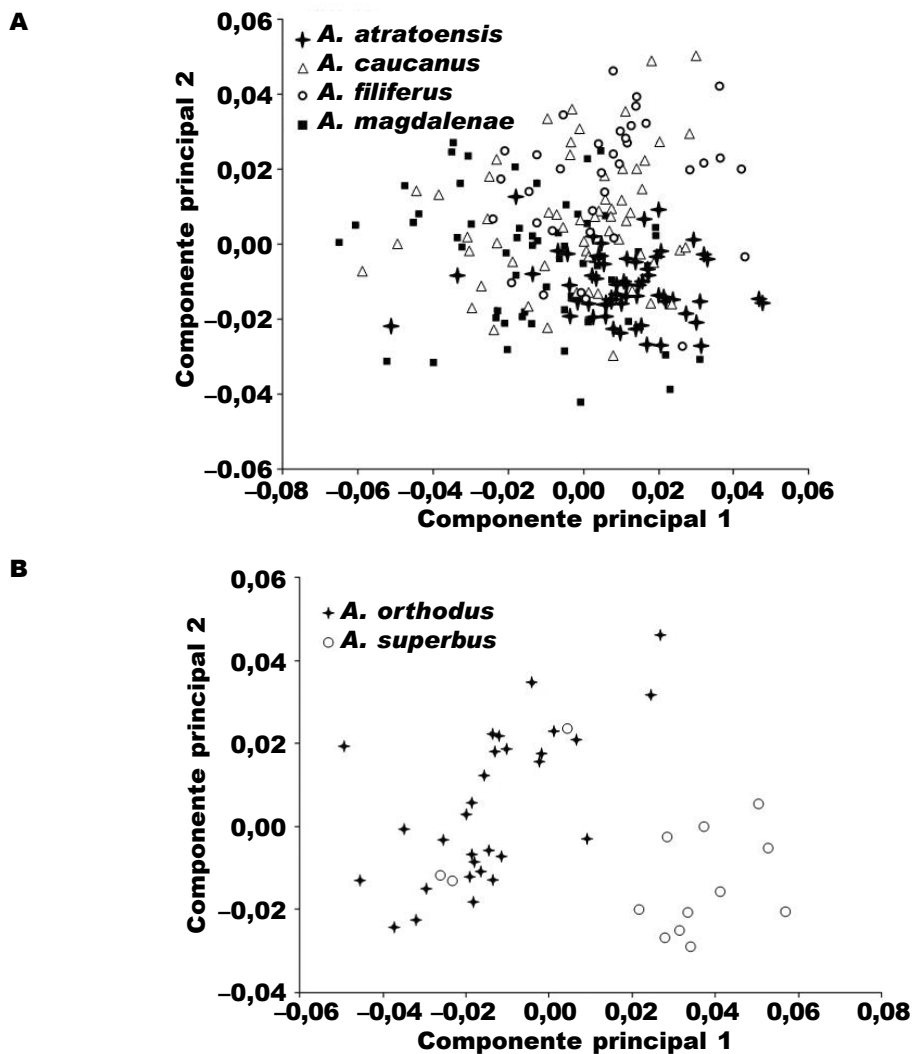 A
0,06
0,04
0,02
0,00
−0,02
−0,04
−0.06
Componente principal 2
A. atratoensis
A. caucanus
A. filiferus
A. magdalenae
−0,08 −0,06 −0,04 −0,02 0,00 0,02 0,04 0,06
Componente principal 1
B
0,06
0,04
0,02
0,00
−0,02
−0,04
Componente principal 2
A. orthodus
A. superbus
−0,06 −0,04 −0,02 0,00 0,02 0,04 0,06 0,08
Componente principal 1